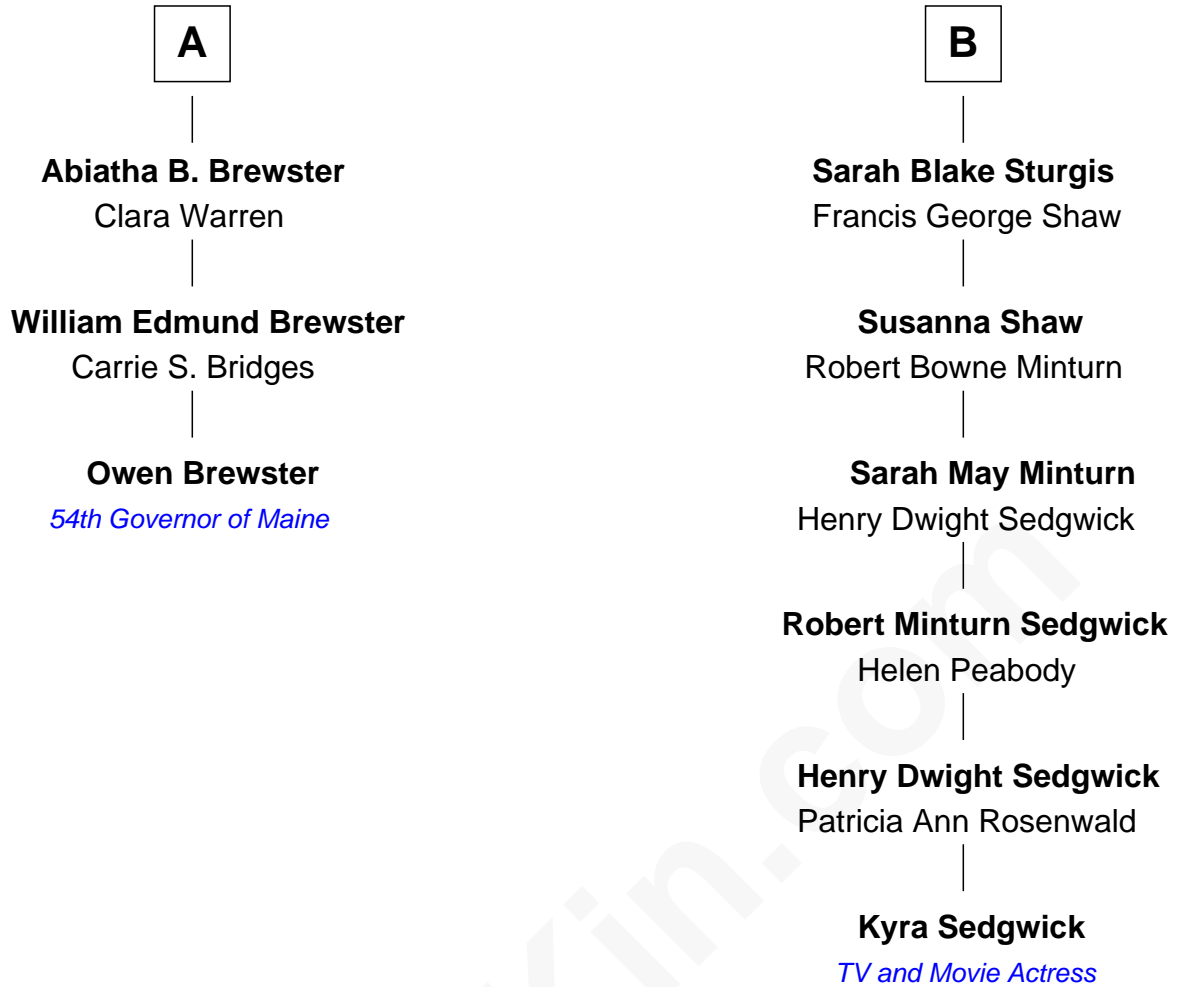 A
Abiatha B. Brewster
Clara Warren
William Edmund Brewster
Carrie S. Bridges
Owen Brewster
54th Governor of Maine
B
Sarah Blake Sturgis
Francis George Shaw
Susanna Shaw
Robert Bowne Minturn
Sarah May Minturn
Henry Dwight Sedgwick
Robert Minturn Sedgwick
Helen Peabody
Henry Dwight Sedgwick
Patricia Ann Rosenwald
Kyra Sedgwick
TV and Movie Actress
Kin.com